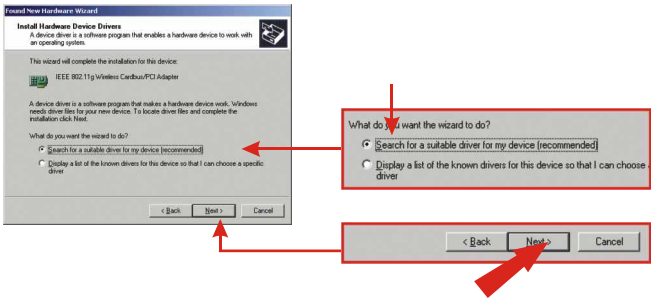 Found New Hardware Wizard
Install Hardware Device Drivers
A device driver is a software program that enables a hardware device to work with
an operating system.
This wizard will complete the installation for this device:
IEEE 802.11g Wireless Cardbus/PCI Adapter
A device driver is a software program that makes a hardware device work. Windows
needs driver files for your new device. To locate driver files and complete the
installation click Next.
What do you want the wizard to do?
Search for a suitable driver for my device (recommended)
Display a list of the known drivers for this device so that I can choose a specific
driver
< Back Next > Cancel
What do you want the wizard to do?
Search for a suitable driver for my device (recommended)
Display a list of the known drivers for this device so that I can choose a
driver
< Back Next > Cancel